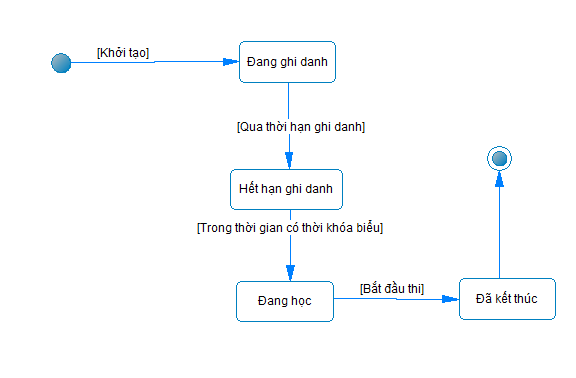 [Khởi tạo]
Đang ghi danh
[Qua thời hạn ghi danh]
Hết hạn ghi danh
[Trong thời gian có thời khóa biểu]
Đang học
[Bắt đầu thi]
Đã kết thúc